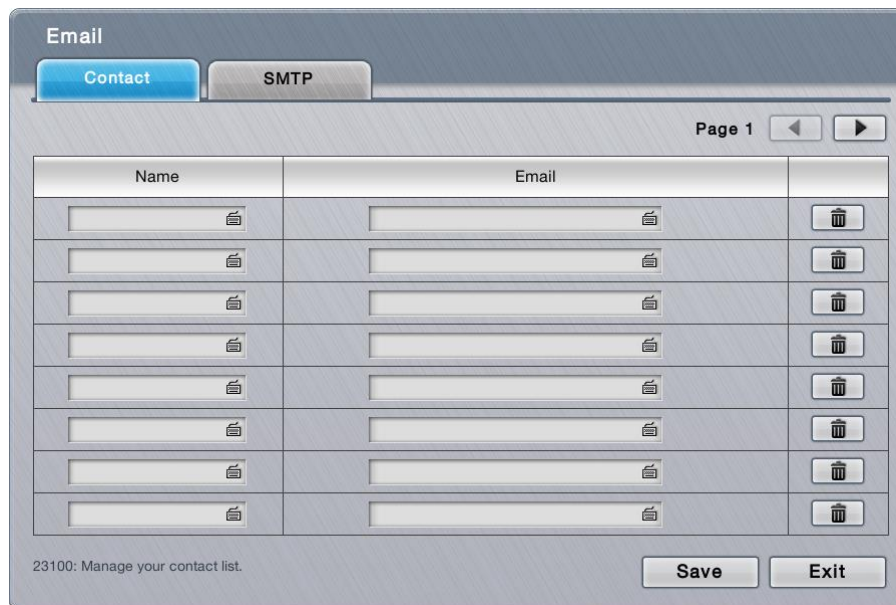 Email
Contact SMTP
Page 1
Name Email
23100: Manage your contact list.
Save Exit